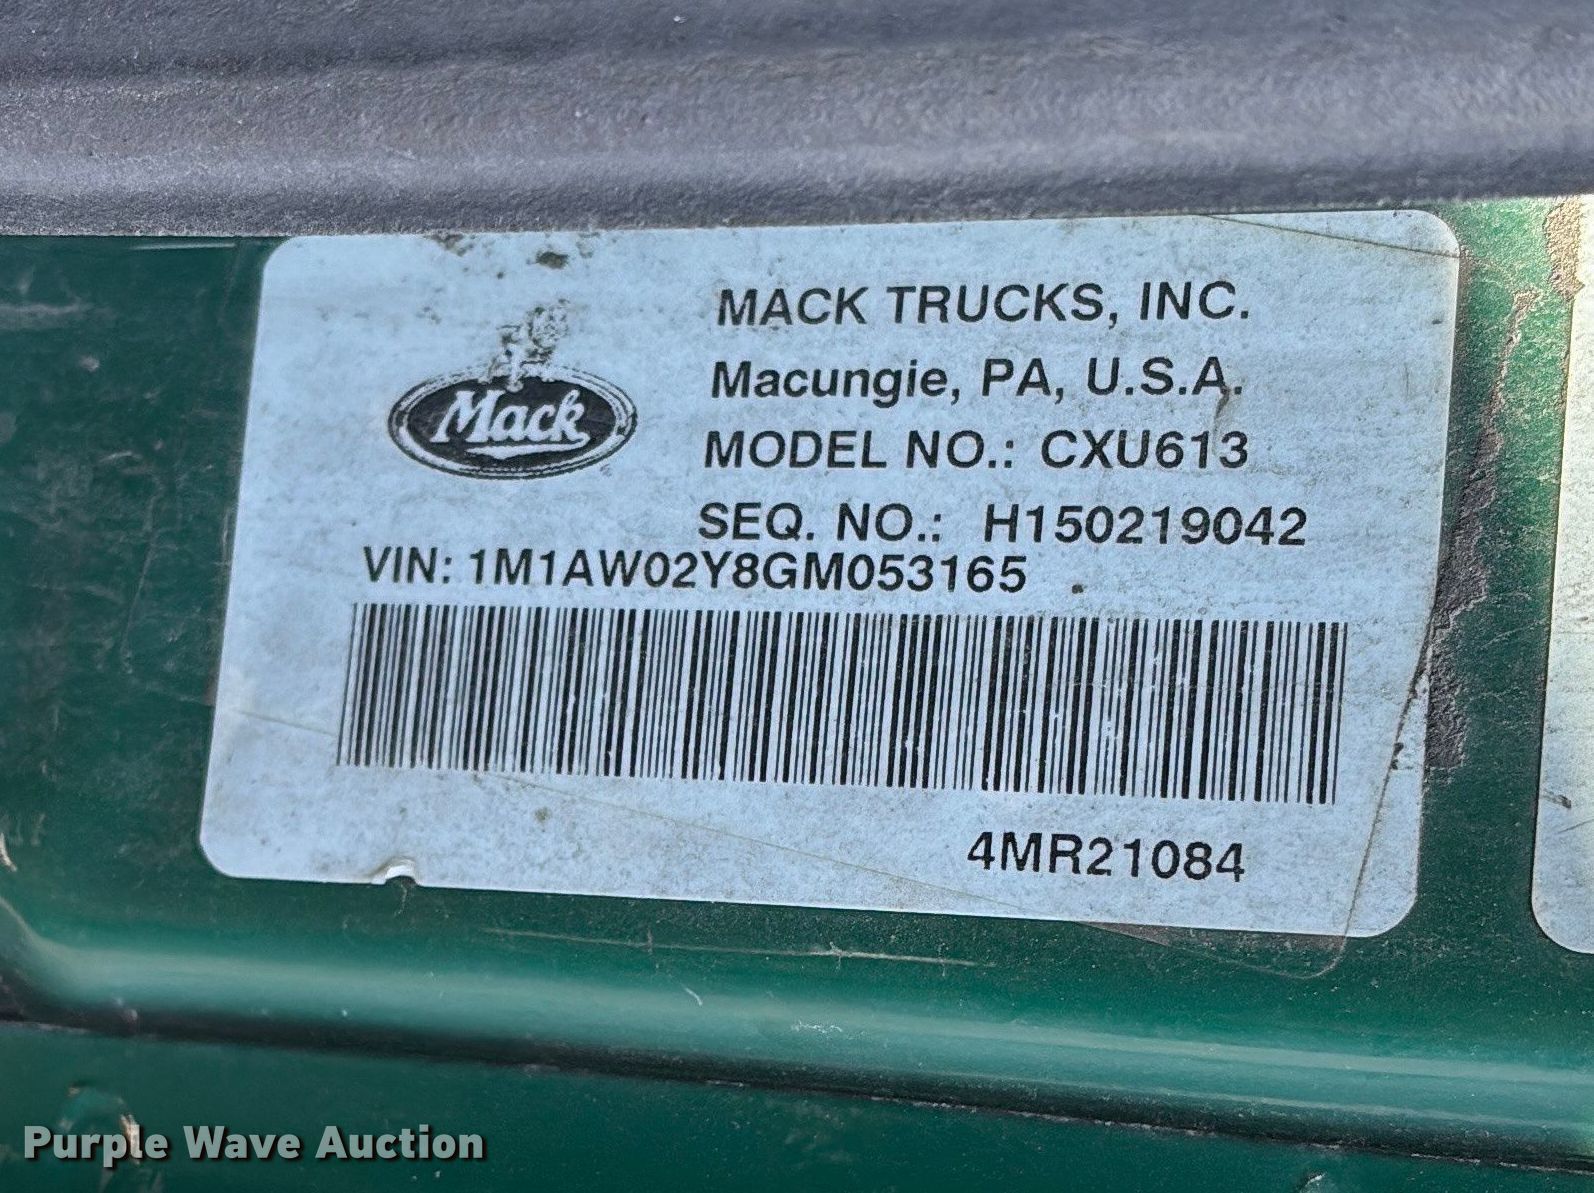 Mack
MACK TRUCKS, INC.
Macungie, PA, U.S.A.
MODEL NO.: CXU613
SEQ. NO.: H150219042
VIN: 1M1AW02Y8GM053165
4MR21084
Purple Wave Auction